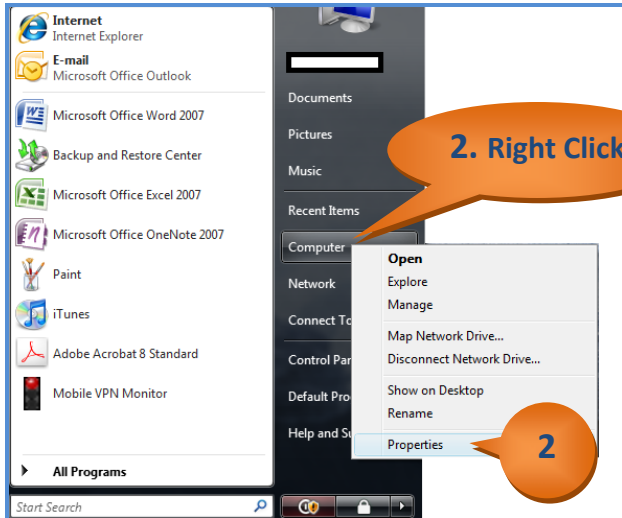 Internet
Internet Explorer
E-mail
Microsoft Office Outlook
Microsoft Office Word 2007
Backup and Restore Center
Microsoft Office Excel 2007
Microsoft Office OneNote 2007
Paint
iTunes
Adobe Acrobat 8 Standard
Mobile VPN Monitor
All Programs
Start Search
Documents
Pictures
Music
Recent Items
Computer
Network
Connect To
Control Par
Default Pro
Help and Su
2. Right Click
Open
Explore
Manage
Map Network Drive...
Disconnect Network Drive...
Show on Desktop
Rename
Properties
2